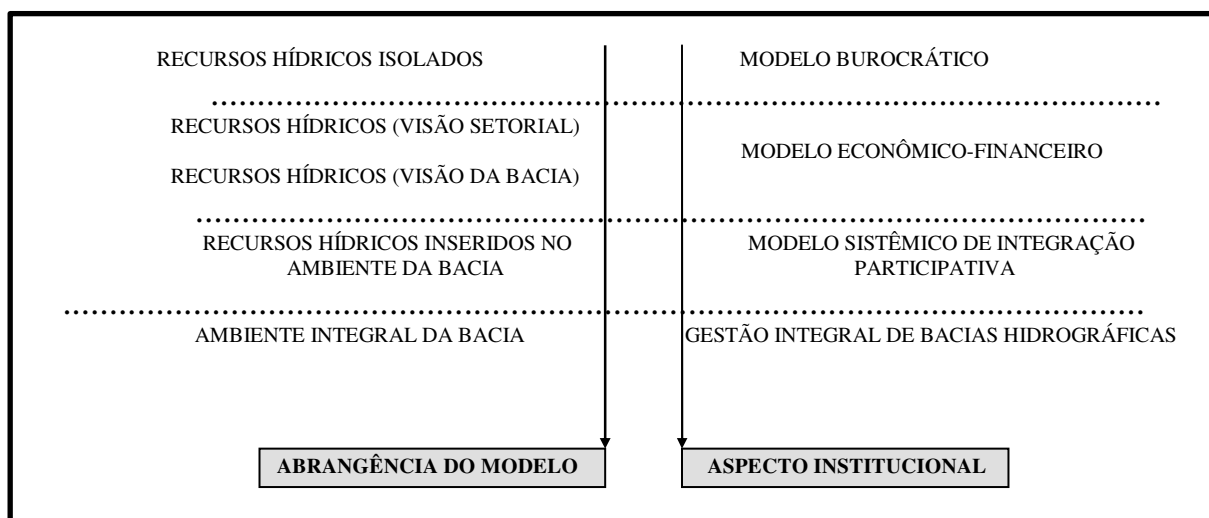 RECURSOS HÍDRICOS ISOLADOS
MODELO BUROCRÁTICO
RECURSOS HÍDRICOS (VISÃO SETORIAL)
MODELO ECONÔMICO-FINANCEIRO
RECURSOS HÍDRICOS (VISÃO DA BACIA)
RECURSOS HÍDRICOS INSERIDOS NO
AMBIENTE DA BACIA
MODELO SISTÊMICO DE INTEGRAÇÃO
PARTICIPATIVA
AMBIENTE INTEGRAL DA BACIA
GESTÃO INTEGRAL DE BACIAS HIDROGRÁFICAS
ABRANGÊNCIA DO MODELO
ASPECTO INSTITUCIONAL